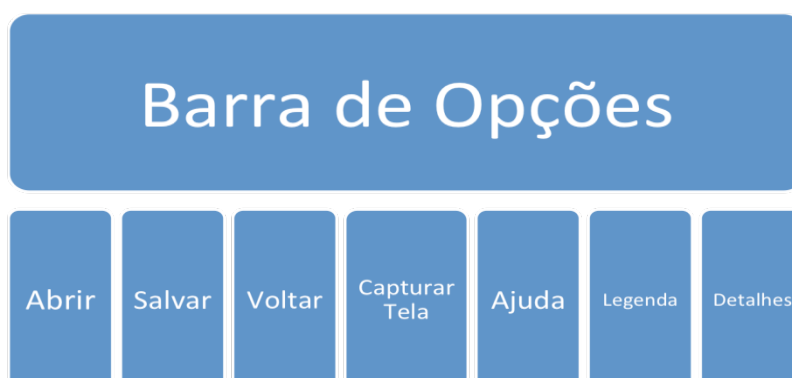 Barra de Opções
Abrir
Salvar
Voltar
Capturar
Tela
Ajuda
Legenda
Detalhes